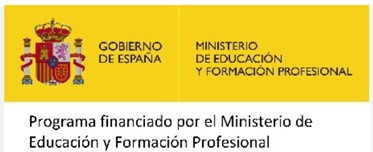 GOBIERNO
DE ESPAÑA
MINISTERIO
DE EDUCACIÓN
Y FORMACIÓN PROFESIONAL
Programa financiado por el Ministerio de
Educación y Formación Profesional